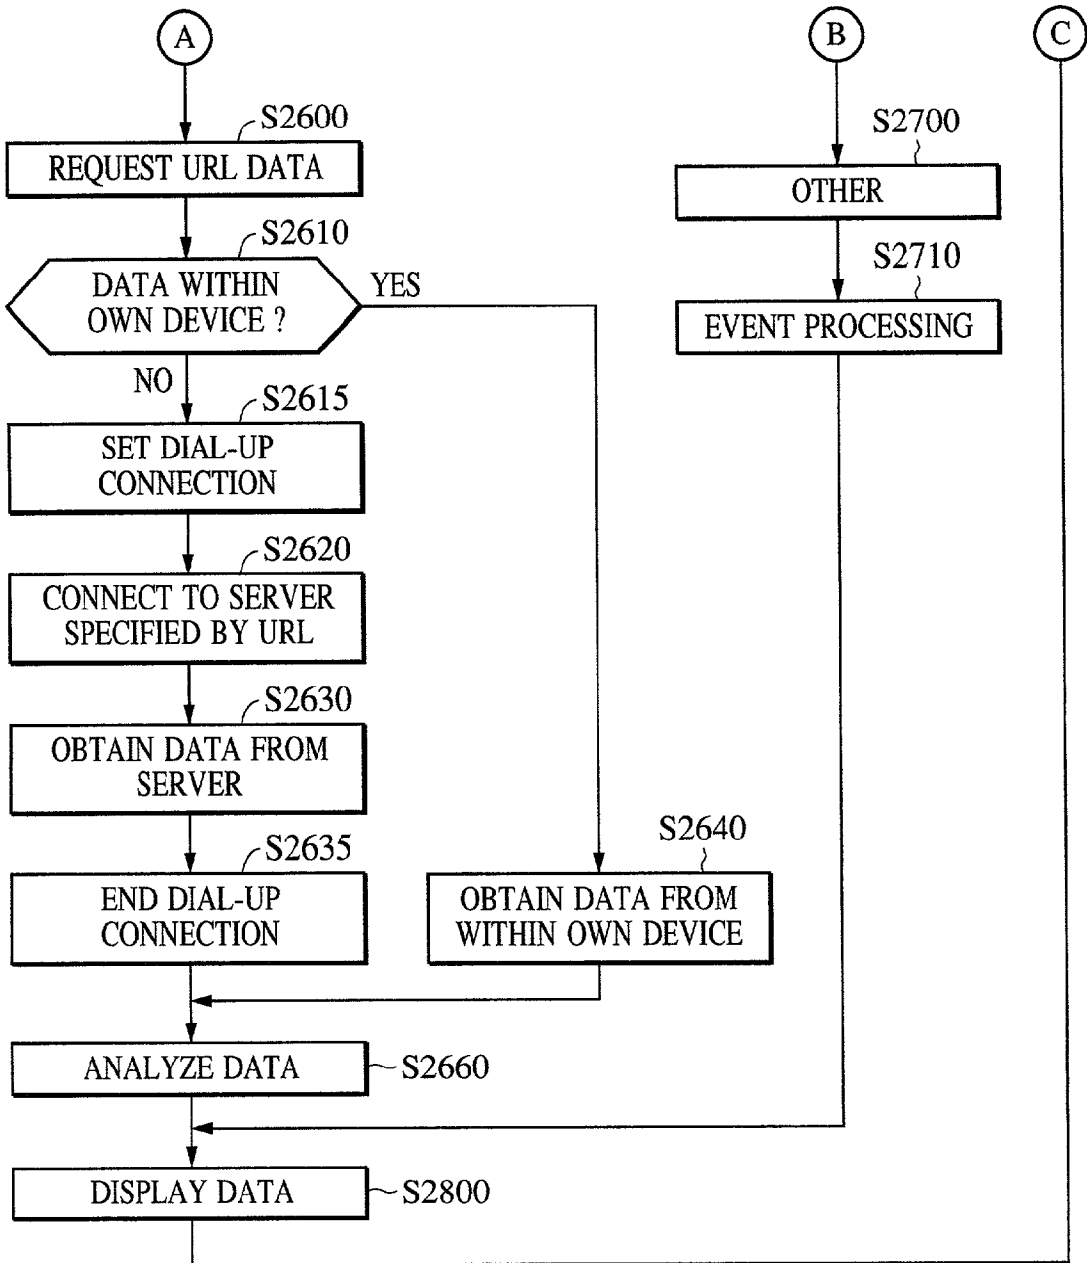 A
B
C
S2600
REQUEST URL DATA
S2610
DATA WITHIN
OWN DEVICE ?
YES
NO
S2615
SET DIAL-UP
CONNECTION
S2620
CONNECT TO SERVER
SPECIFIED BY URL
S2630
OBTAIN DATA FROM
SERVER
S2635
END DIAL-UP
CONNECTION
S2640
OBTAIN DATA FROM
WITHIN OWN DEVICE
ANALYZE DATA
S2660
DISPLAY DATA
S2800
S2700
OTHER
S2710
EVENT PROCESSING